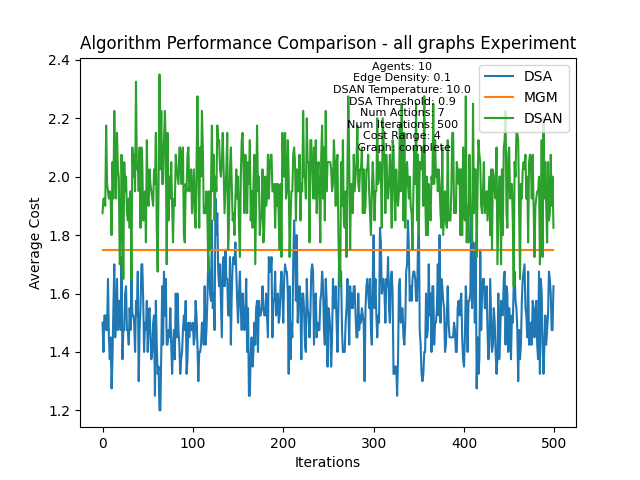 Algorithm Performance Comparison - all graphs Experiment
Agents: 10
Edge Density: 0.1
DSAN Temperature: 10.0
DSA Threshold: 0.9
Num Actions: 7
Num Iterations: 500
Cost Range: 4
Graph: complete
DSA
MGM
DSAN
Average Cost
2.4
2.2
2.0
1.8
1.6
1.4
1.2
0
100
200
300
400
500
Iterations